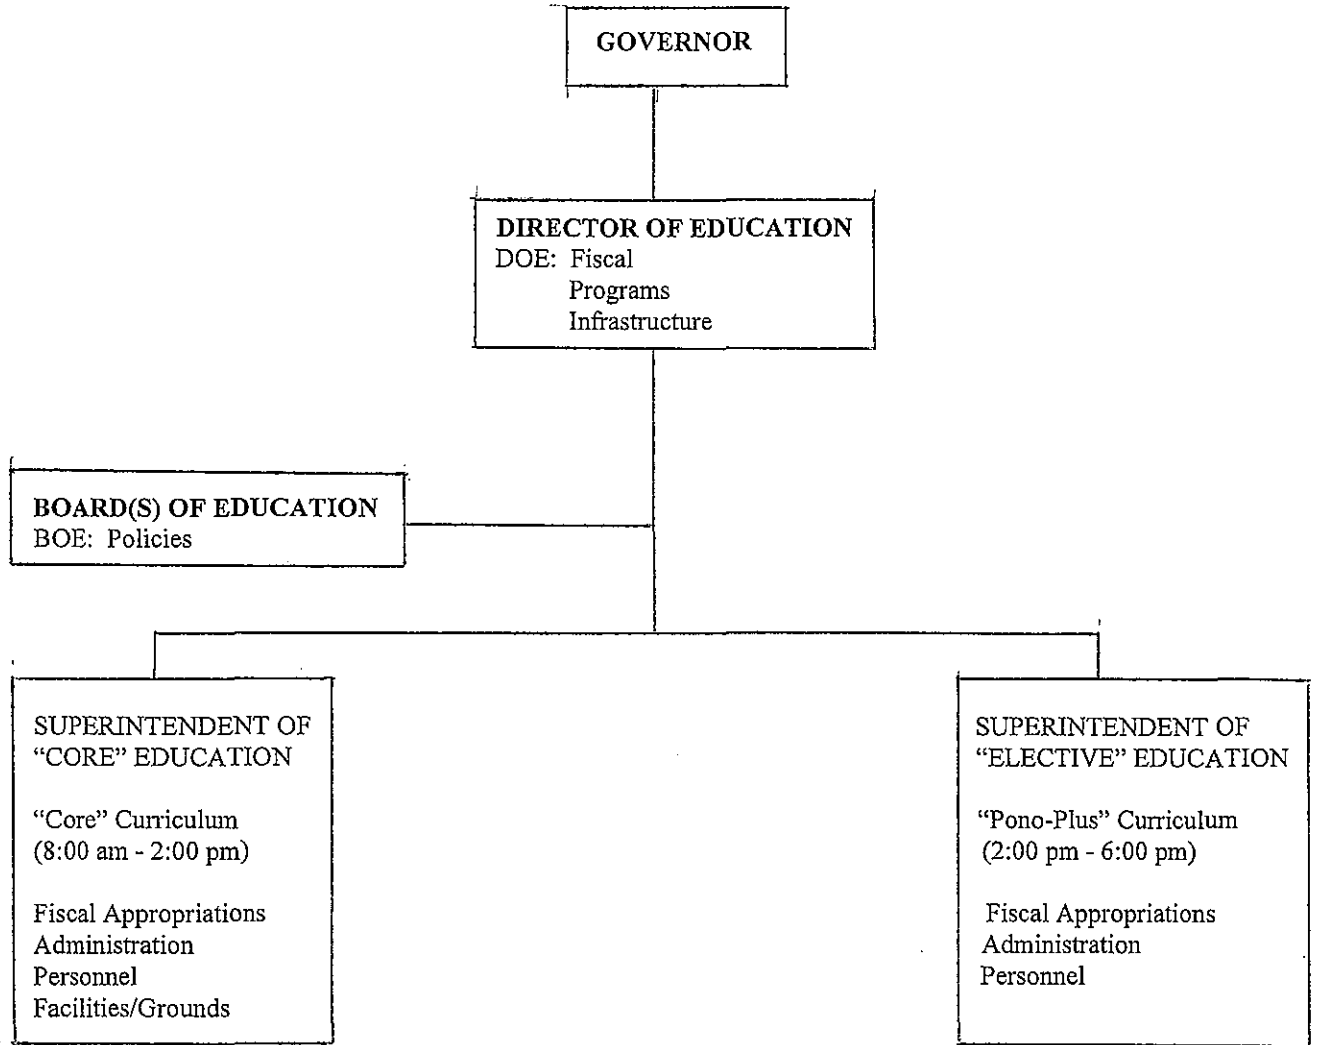 GOVERNOR
DIRECTOR OF EDUCATION
DOE: Fiscal
Programs
Infrastructure
BOARD(S) OF EDUCATION
BOE: Policies
SUPERINTENDENT OF
“CORE” EDUCATION
“Core” Curriculum
(8:00 am - 2:00 pm)
Fiscal Appropriations
Administration
Personnel
Facilities/Grounds
SUPERINTENDENT OF
“ELECTIVE” EDUCATION
“Pono-Plus” Curriculum
(2:00 pm - 6:00 pm)
Fiscal Appropriations
Administration
Personnel